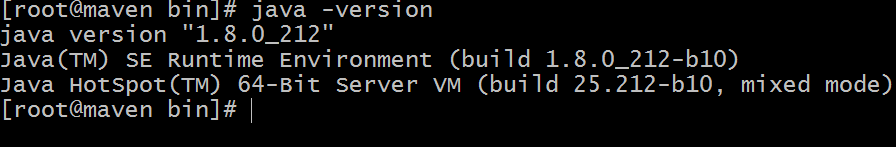 [root@maven bin]# java -version
java version "1.8.0_212"
Java(TM) SE Runtime Environment (build 1.8.0_212-b10)
Java HotSpot(TM) 64-Bit Server VM (build 25.212-b10, mixed mode)
[root@maven bin]#